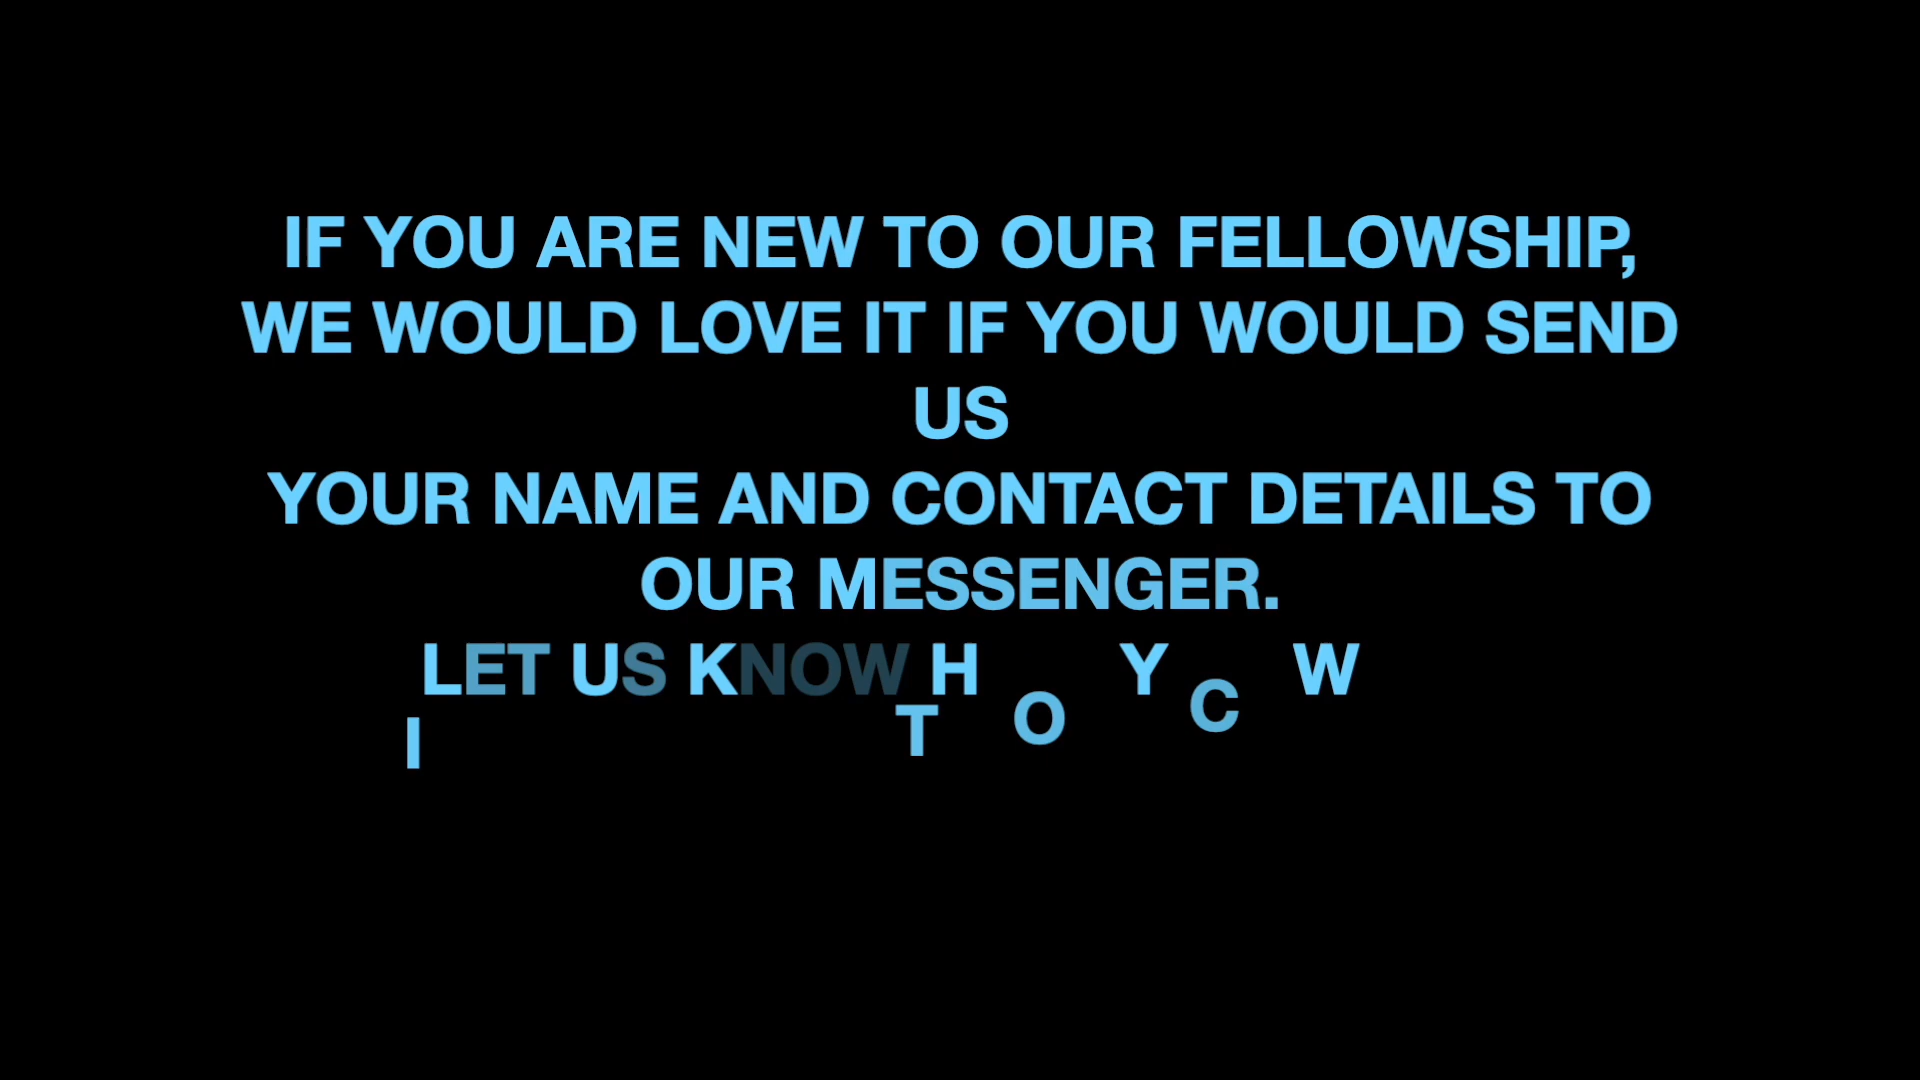 IF YOU ARE NEW TO OUR FELLOWSHIP,
WE WOULD LOVE IT IF YOU WOULD SEND
US
YOUR NAME AND CONTACT DETAILS TO
OUR MESSENGER.
LET US KNOW H Y W
I T O C